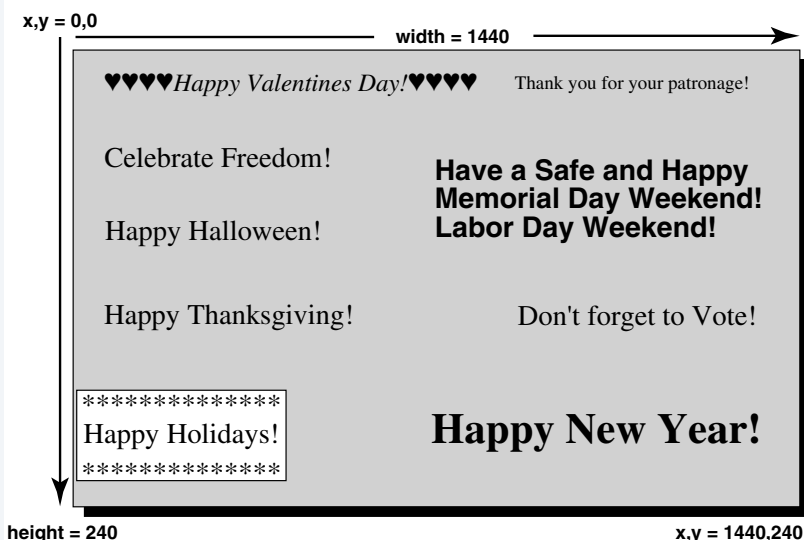 x,y = 0,0
width = 1440
♥♥♥♥Happy Valentines Day!♥♥♥♥
Thank you for your patronage!
Celebrate Freedom!
Have a Safe and Happy
Memorial Day Weekend!
Labor Day Weekend!
Happy Halloween!
Happy Thanksgiving!
Don't forget to Vote!
**************
Happy Holidays!
**************
Happy New Year!
height = 240
x,y = 1440,240